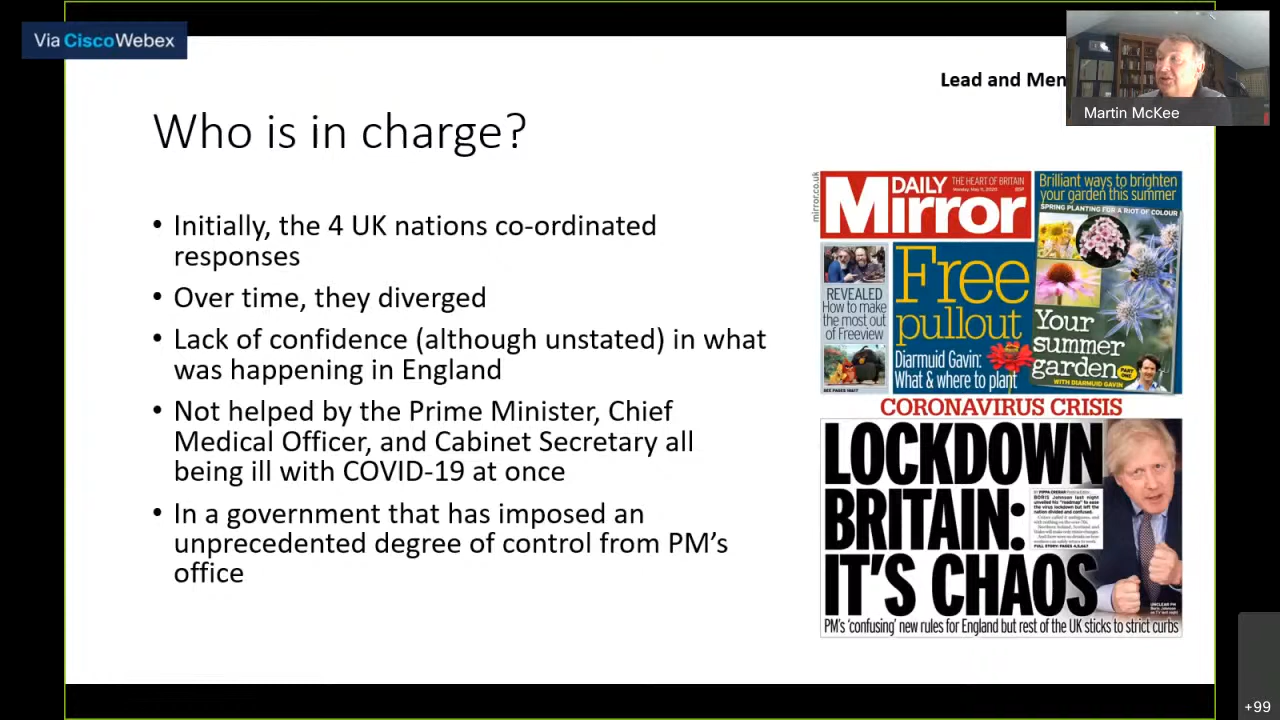 Via Cisco Webex
Lead and Men
Martin McKee
Who is in charge?
• Initially, the 4 UK nations co-ordinated
responses
• Over time, they diverged
• Lack of confidence (although unstated) in what
was happening in England
• Not helped by the Prime Minister, Chief
Medical Officer, and Cabinet Secretary all
being ill with COVID-19 at once
• In a government that has imposed an
unprecedented degree of control from PM's
office
mirror.co.uk
DAILY
THE HEART OF BRITAIN
Mirror
Brilliant ways to brighten
your garden this summer
SPRING PLANTING FOR A RIOT OF COLOUR
REVEALED
How to make
the most out
of Freeview
Free
pullout
Diarmuid Gavin:
What & where to plant
Your
summer
garden
PART ONE
WITH DIARMUID GAVIN
CORONAVIRUS CRISIS
LOCKDOWN
BRITAIN:
IT'S CHAOS
PM's 'confusing' new rules for England but rest of the UK sticks to strict curbs
+99